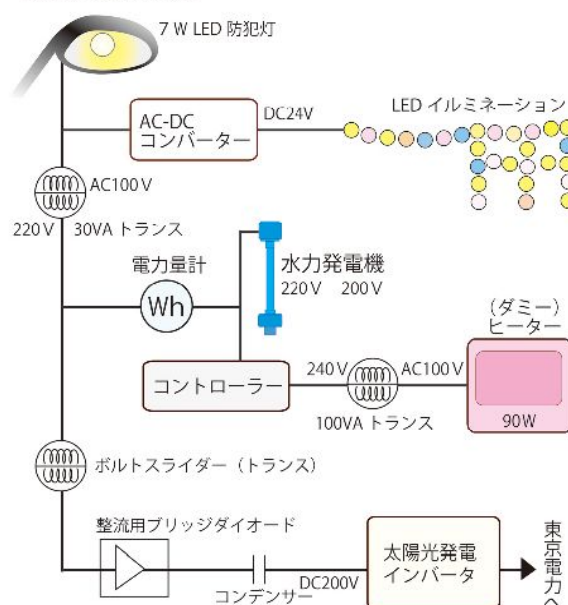 7 W LED 防犯灯
AC-DC
コンバーター
DC24V
LED イルミネーション
AC100 V
220 V
30VA トランス
電力量計
Wh
水力発電機
220 V 200 V
コントローラー
240 V
AC100 V
100VA トランス
(ダミー)
ヒーター
90W
ボルトスライダー(トランス)
整流用ブリッジダイオード
コンデンサー
DC200V
太陽光発電
インバータ
東京電力へ